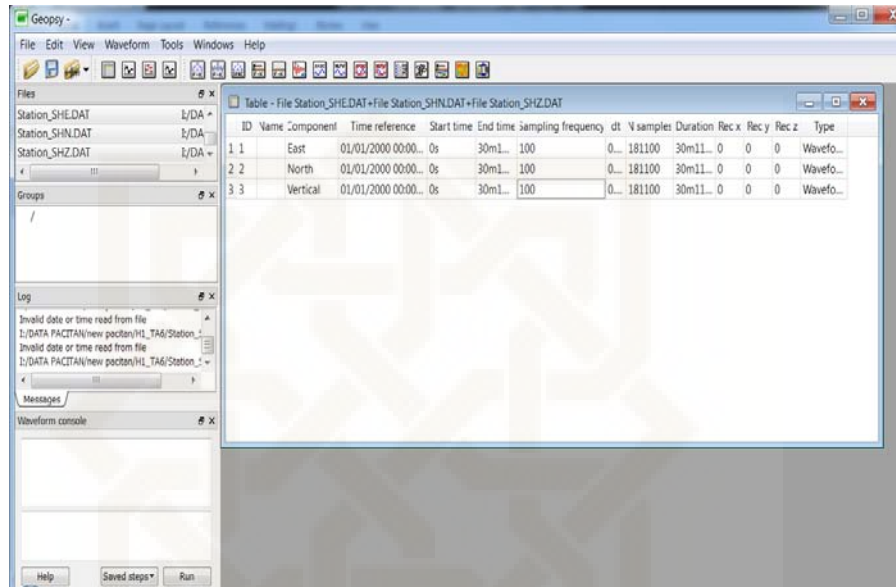 Geopsy -
File Edit View Waveform Tools Windows Help
Files
Station_SHE.DAT I:/DA
Station_SHN.DAT I:/DA
Station_SHZ.DAT I:/DA
Groups
/
Log
Invalid date or time read from file
I:/DATA PACITAN/new pacitan/H1_TA6/Station_
Invalid date or time read from file
I:/DATA PACITAN/new pacitan/H1_TA6/Station_
Messages
Waveform console
Help Saved steps Run
Table - File Station_SHE.DAT+File Station_SHN.DAT+File Station_SHZ.DAT
ID Name Component Time reference Start time End time Sampling frequency dt N samples Duration Rec x Rec y Rec z Type
1 1 East 01/01/2000 00:00... 0s 30m1... 100 0... 181100 30m11... 0 0 0 Wavefo...
2 2 North 01/01/2000 00:00... 0s 30m1... 100 0... 181100 30m11... 0 0 0 Wavefo...
3 3 Vertical 01/01/2000 00:00... 0s 30m1... 100 0... 181100 30m11... 0 0 0 Wavefo...